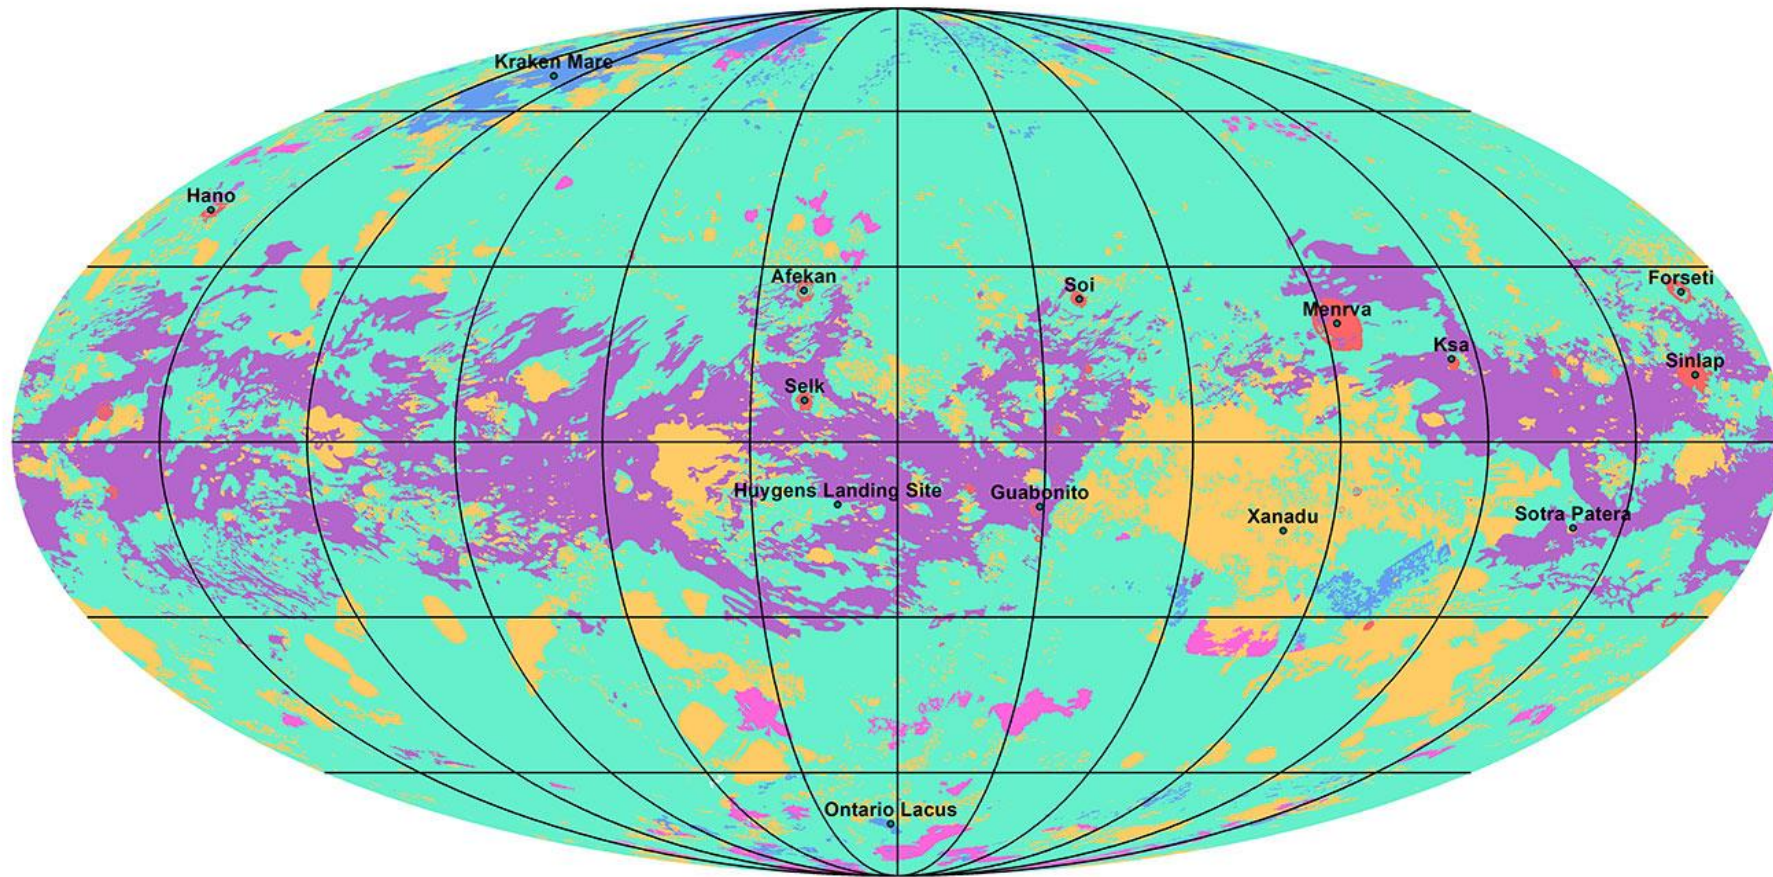 Kraken Mare
Hano
Afekan
Soi
Forseti
Menrva
Ksa
Sinlap
Selk
Huygens Landing Site
Guabonito
Xanadu
Sotra Patera
Ontario Lacus